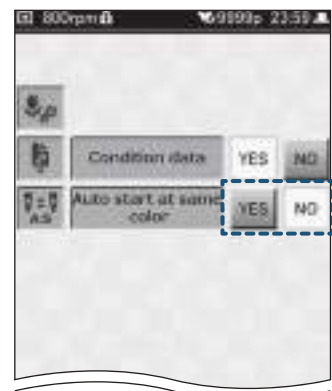 800rpm 9999p 23:59
Condition data YES NO
Auto start at same
color YES NO
A.S